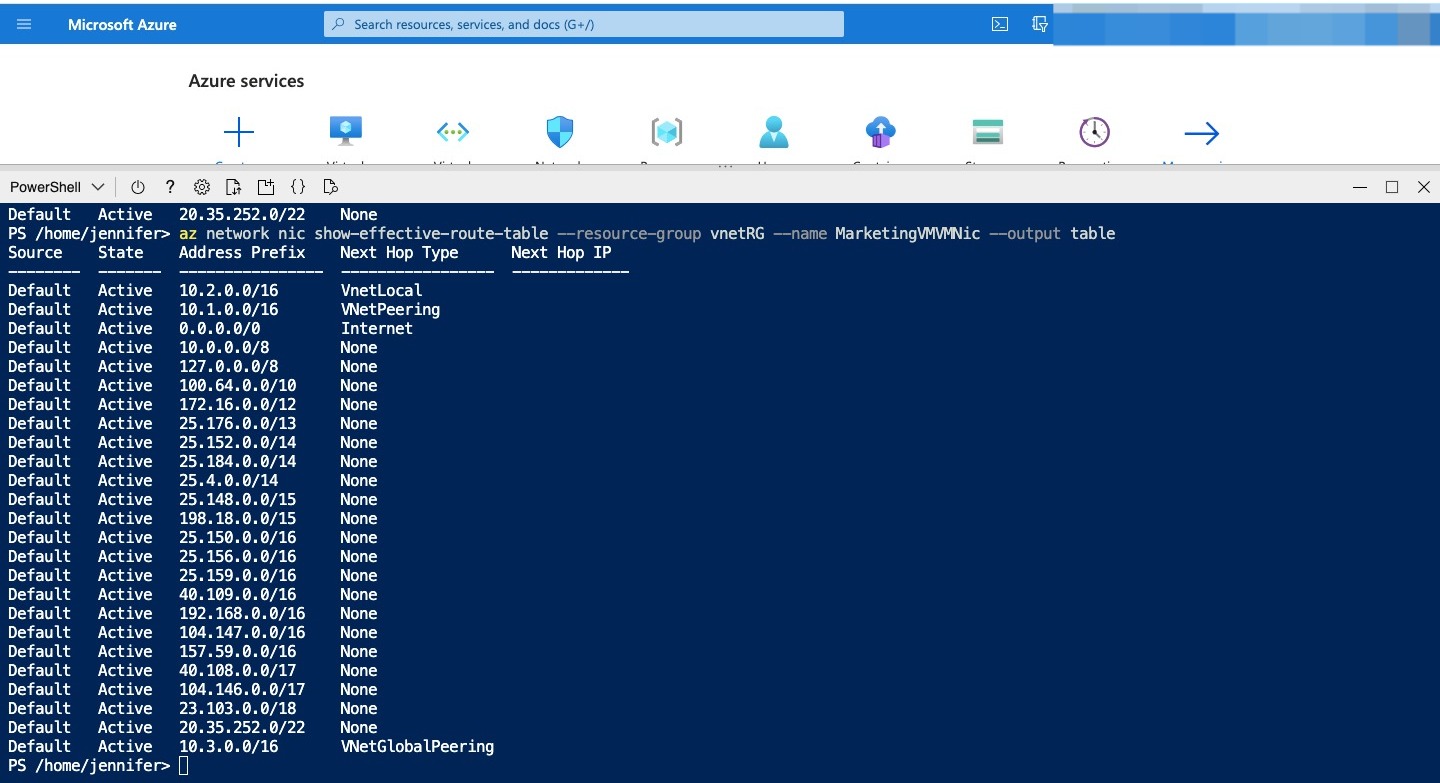 Microsoft Azure
Search resources, services, and docs (G+/)
Azure services
PowerShell
Default Active 20.35.252.0/22 None
PS /home/jennifer> az network nic show-effective-route-table --resource-group vnetRG --name MarketingVMVMNic --output table
Source State Address Prefix Next Hop Type Next Hop IP
-------- ------- ---------------- ----------------- -------------
Default Active 10.2.0.0/16 VnetLocal
Default Active 10.1.0.0/16 VNetPeering
Default Active 0.0.0.0/0 Internet
Default Active 10.0.0.0/8 None
Default Active 127.0.0.0/8 None
Default Active 100.64.0.0/10 None
Default Active 172.16.0.0/12 None
Default Active 25.176.0.0/13 None
Default Active 25.152.0.0/14 None
Default Active 25.184.0.0/14 None
Default Active 25.4.0.0/14 None
Default Active 25.148.0.0/15 None
Default Active 198.18.0.0/15 None
Default Active 25.150.0.0/16 None
Default Active 25.156.0.0/16 None
Default Active 25.159.0.0/16 None
Default Active 40.109.0.0/16 None
Default Active 192.168.0.0/16 None
Default Active 104.147.0.0/16 None
Default Active 157.59.0.0/16 None
Default Active 40.108.0.0/17 None
Default Active 104.146.0.0/17 None
Default Active 23.103.0.0/18 None
Default Active 20.35.252.0/22 None
Default Active 10.3.0.0/16 VNetGlobalPeering
PS /home/jennifer>